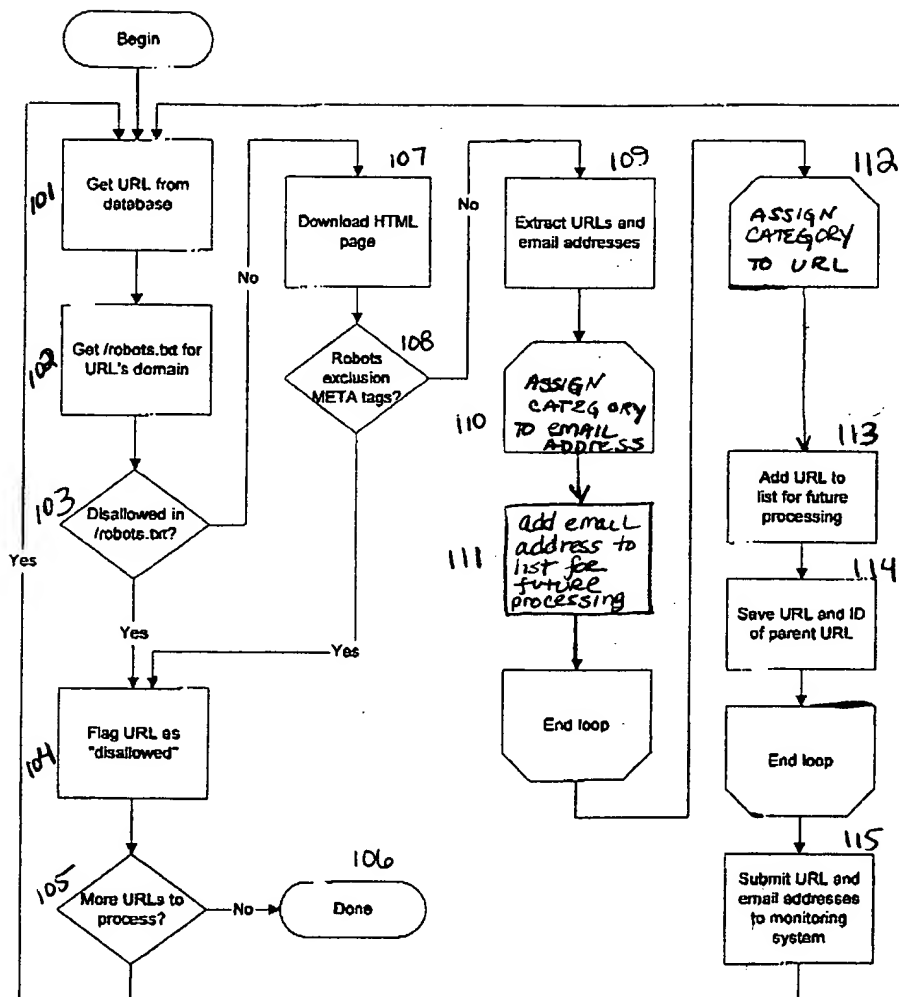 Begin
101
Get URL from
database
102
Get /robots.txt for
URL's domain
103
Disallowed in
/robots.txt?
No
Yes
Yes
104
Flag URL as
"disallowed"
105
More URLs to
process?
No
106
Done
107
Download HTML
page
108
Robots
exclusion
META tags?
No
Yes
109
Extract URLs and
email addresses
110
ASSIGN
CATEGORY
TO EMAIL
ADDRESS
111
add email
address to
list for
future
processing
End loop
112
ASSIGN
CATEGORY
TO URL
113
Add URL to
list for future
processing
114
Save URL and ID
of parent URL
End loop
115
Submit URL and
email addresses
to monitoring
system